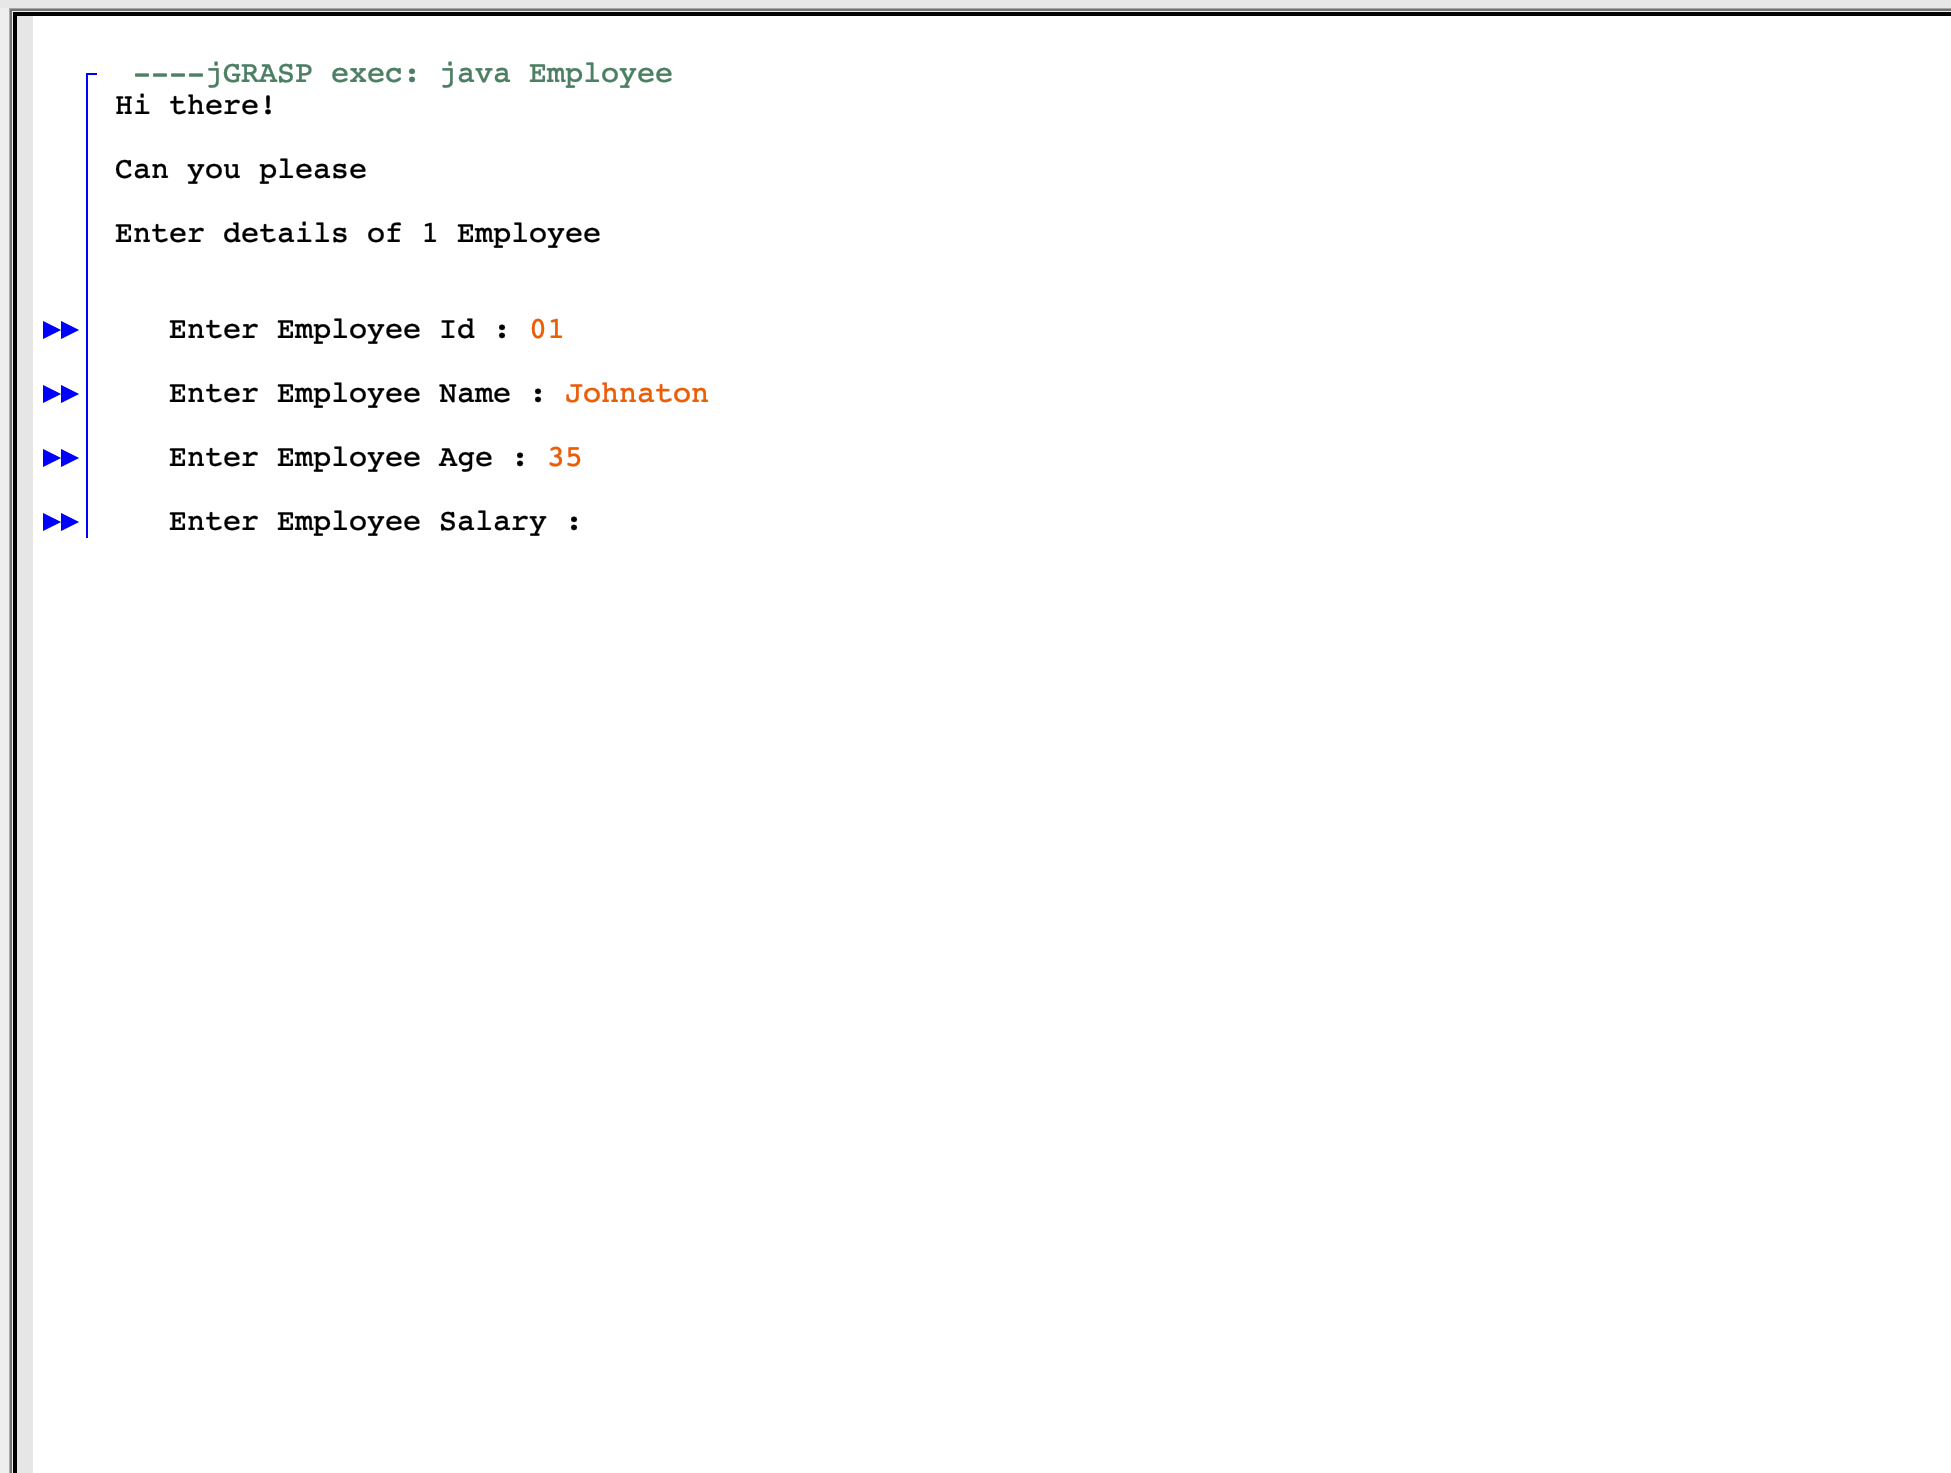 ----jGRASP exec: java Employee
Hi there!
Can you please
Enter details of 1 Employee
Enter Employee Id : 01
Enter Employee Name : Johnaton
Enter Employee Age : 35
Enter Employee Salary :